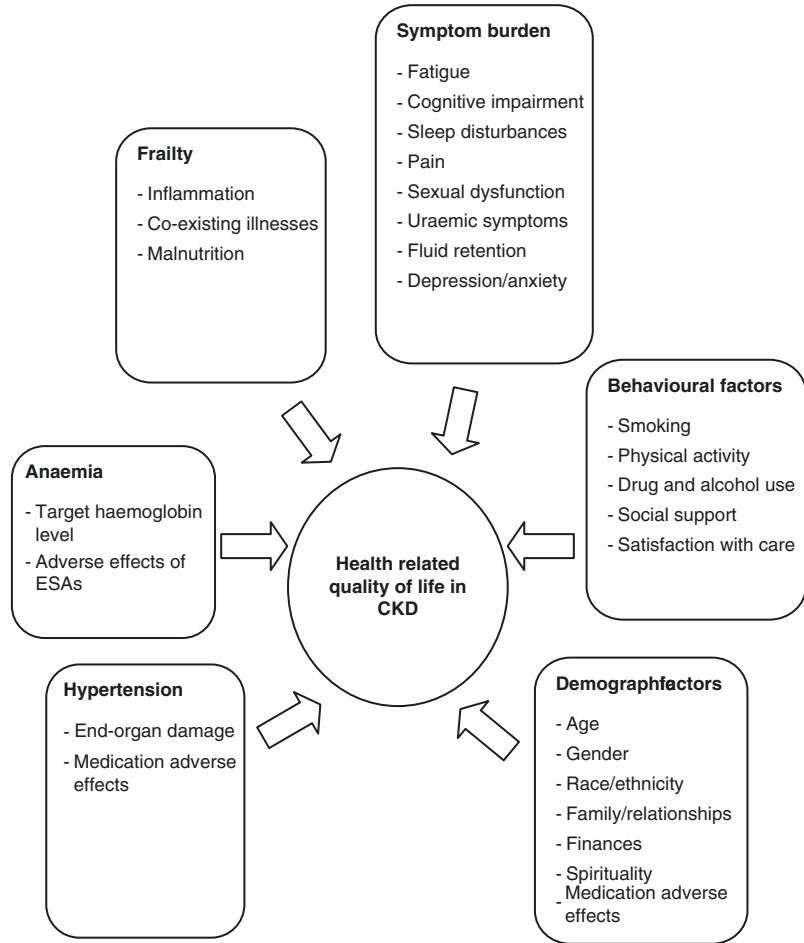 Symptom burden
- Fatigue
- Cognitive impairment
- Sleep disturbances
- Pain
- Sexual dysfunction
- Uraemic symptoms
- Fluid retention
- Depression/anxiety
Frailty
- Inflammation
- Co-existing illnesses
- Malnutrition
Behavioural factors
- Smoking
- Physical activity
- Drug and alcohol use
- Social support
- Satisfaction with care
Anaemia
- Target haemoglobin
level
- Adverse effects of
ESAs
Health related
quality of life in
CKD
Hypertension
- End-organ damage
- Medication adverse
effects
Demographic factors
- Age
- Gender
- Race/ethnicity
- Family/relationships
- Finances
- Spirituality
- Medication adverse
effects